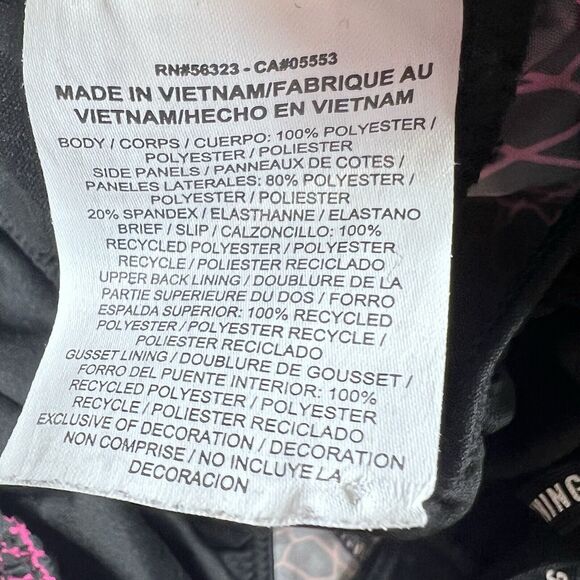 RN#56323 - CA#05553
MADE IN VIETNAM/FABRIQUE AU
VIETNAM/HECHO EN VIETNAM
BODY / CORPS / CUERPO: 100% POLYESTER /
POLYESTER / POLIESTER
SIDE PANELS / PANNEAUX DE COTES /
PANELES LATERALES: 80% POLYESTER /
POLYESTER / POLIESTER
20% SPANDEX / ELASTHANNE / ELASTANO
BRIEF / SLIP / CALZONCILLO: 100%
RECYCLED POLYESTER / POLYESTER
RECYCLE / POLIESTER RECICLADO
UPPER BACK LINING / DOUBLURE DE LA
PARTIE SUPERIEURE DU DOS / FORRO
ESPALDA SUPERIOR: 100% RECYCLED
POLYESTER / POLYESTER RECYCLE /
POLIESTER RECICLADO
GUSSET LINING / DOUBLURE DE GOUSSET /
FORRO DEL PUENTE INTERIOR: 100%
RECYCLED POLYESTER / POLYESTER
RECYCLE / POLIESTER RECICLADO
EXCLUSIVE OF DECORATION / DECORATION
NON COMPRISE / NO INCLUYE LA
DECORACION